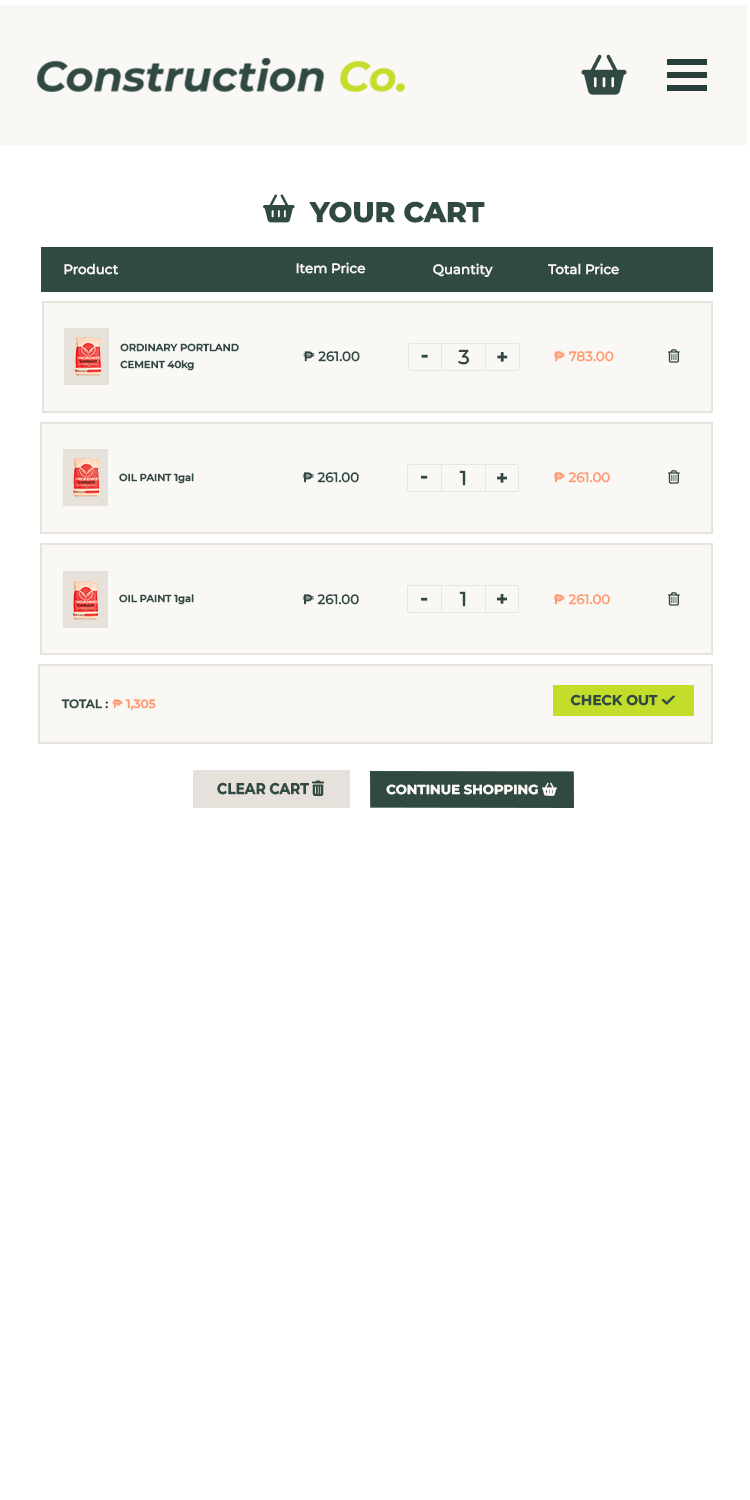 Construction Co.
YOUR CART
Product Item Price Quantity Total Price
ORDINARY PORTLAND
CEMENT 40kg
₱ 261.00 - 3 + ₱ 783.00
OIL PAINT 1gal ₱ 261.00 - 1 + ₱ 261.00
OIL PAINT 1gal ₱ 261.00 - 1 + ₱ 261.00
TOTAL : ₱ 1,305 CHECK OUT
CLEAR CART CONTINUE SHOPPING